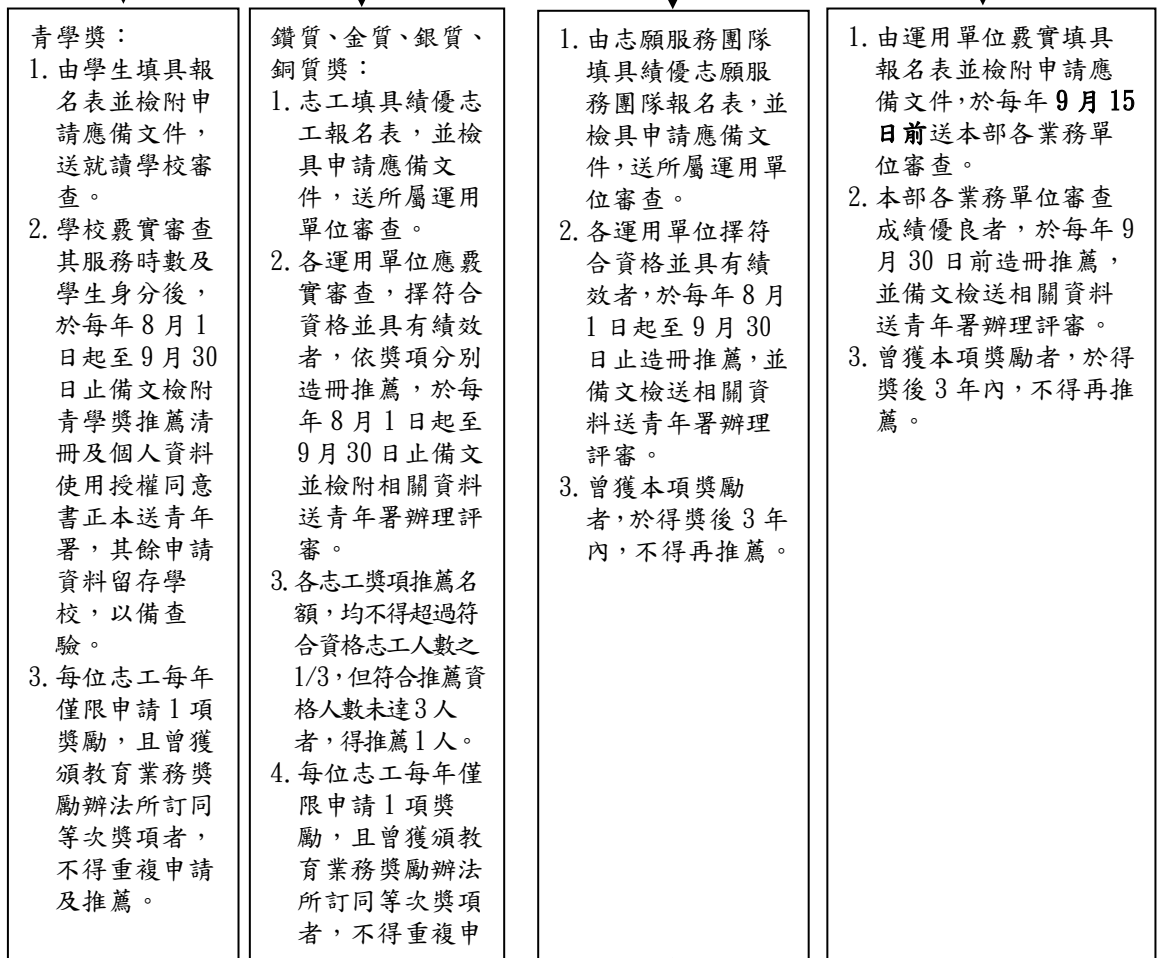 青學獎：
1.由學生填具報
名表並檢附申
請應備文件，
送就讀學校審
查。
2.學校覈實審查
其服務時數及
學生身分後，
於每年8月1
日起至9月30
日止備文檢附
青學獎推薦清
冊及個人資料
使用授權同意
書正本送青年
署，其餘申請
資料留存學
校，以備查
驗。
3.每位志工每年
僅限申請1項
獎勵，且曾獲
頒教育業務獎
勵辦法所訂同
等次獎項者，
不得重複申請
及推薦。
鑽質、金質、銀質、
銅質獎：
1.志工填具績優志
工報名表，並檢
具申請應備文
件，送所屬運用
單位審查。
2.各運用單位應覈
實審查，擇符合
資格並具有績效
者，依獎項分別
造冊推薦，於每
年8月1日起至
9月30日止備文
並檢附相關資料
送青年署辦理評
審。
3.各志工獎項推薦名
額，均不得超過符
合資格志工人數之
1/3，但符合推薦資
格人數未達3人
者，得推薦1人。
4.每位志工每年僅
限申請1項獎
勵，且曾獲頒教
育業務獎勵辦法
所訂同等次獎項
者，不得重複申
1.由志願服務團隊
填具績優志願服
務團隊報名表，並
檢具申請應備文
件，送所屬運用單
位審查。
2.各運用單位擇符
合資格並具有績
效者，於每年8月
1日起至9月30
日止造冊推薦，並
備文檢送相關資
料送青年署辦理
評審。
3.曾獲本項獎勵
者，於得獎後3年
內，不得再推薦。
1.由運用單位覈實填具
報名表並檢附申請應
備文件，於每年9月15
日前送本部各業務單
位審查。
2.本部各業務單位審查
成績優良者，於每年9
月30日前造冊推薦，
並備文檢送相關資料
送青年署辦理評審。
3.曾獲本項獎勵者，於得
獎後3年內，不得再推
薦。